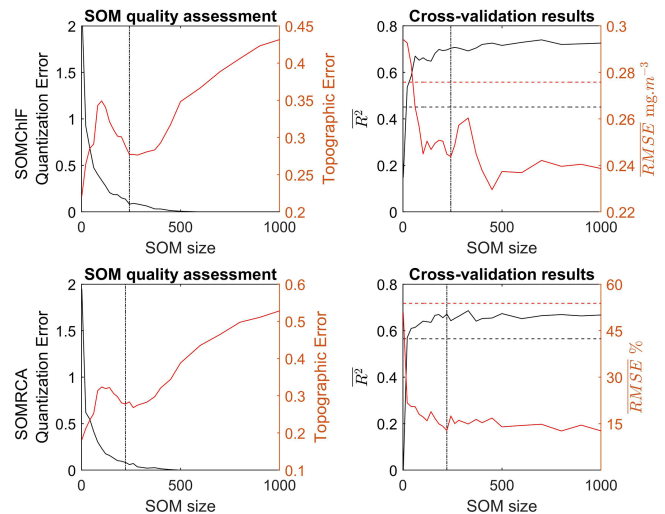 SOM quality assessment
Cross-validation results
2
1.5
1
0.5
0
0.45
0.4
0.35
0.3
0.25
0.2
0.8
0.6
0.4
0.2
0
0.3
0.28
0.26
0.24
0.22
SOMChlF
Quantization Error
Topographic Error
R²
RMSE mg.m⁻³
0 500 1000
0 500 1000
SOM size
SOM size
SOM quality assessment
Cross-validation results
2
1.5
1
0.5
0
0.6
0.5
0.4
0.3
0.2
0.1
0.8
0.6
0.4
0.2
0
60
45
30
15
SOMRCA
Quantization Error
Topographic Error
R²
RMSE %
0 500 1000
0 500 1000
SOM size
SOM size